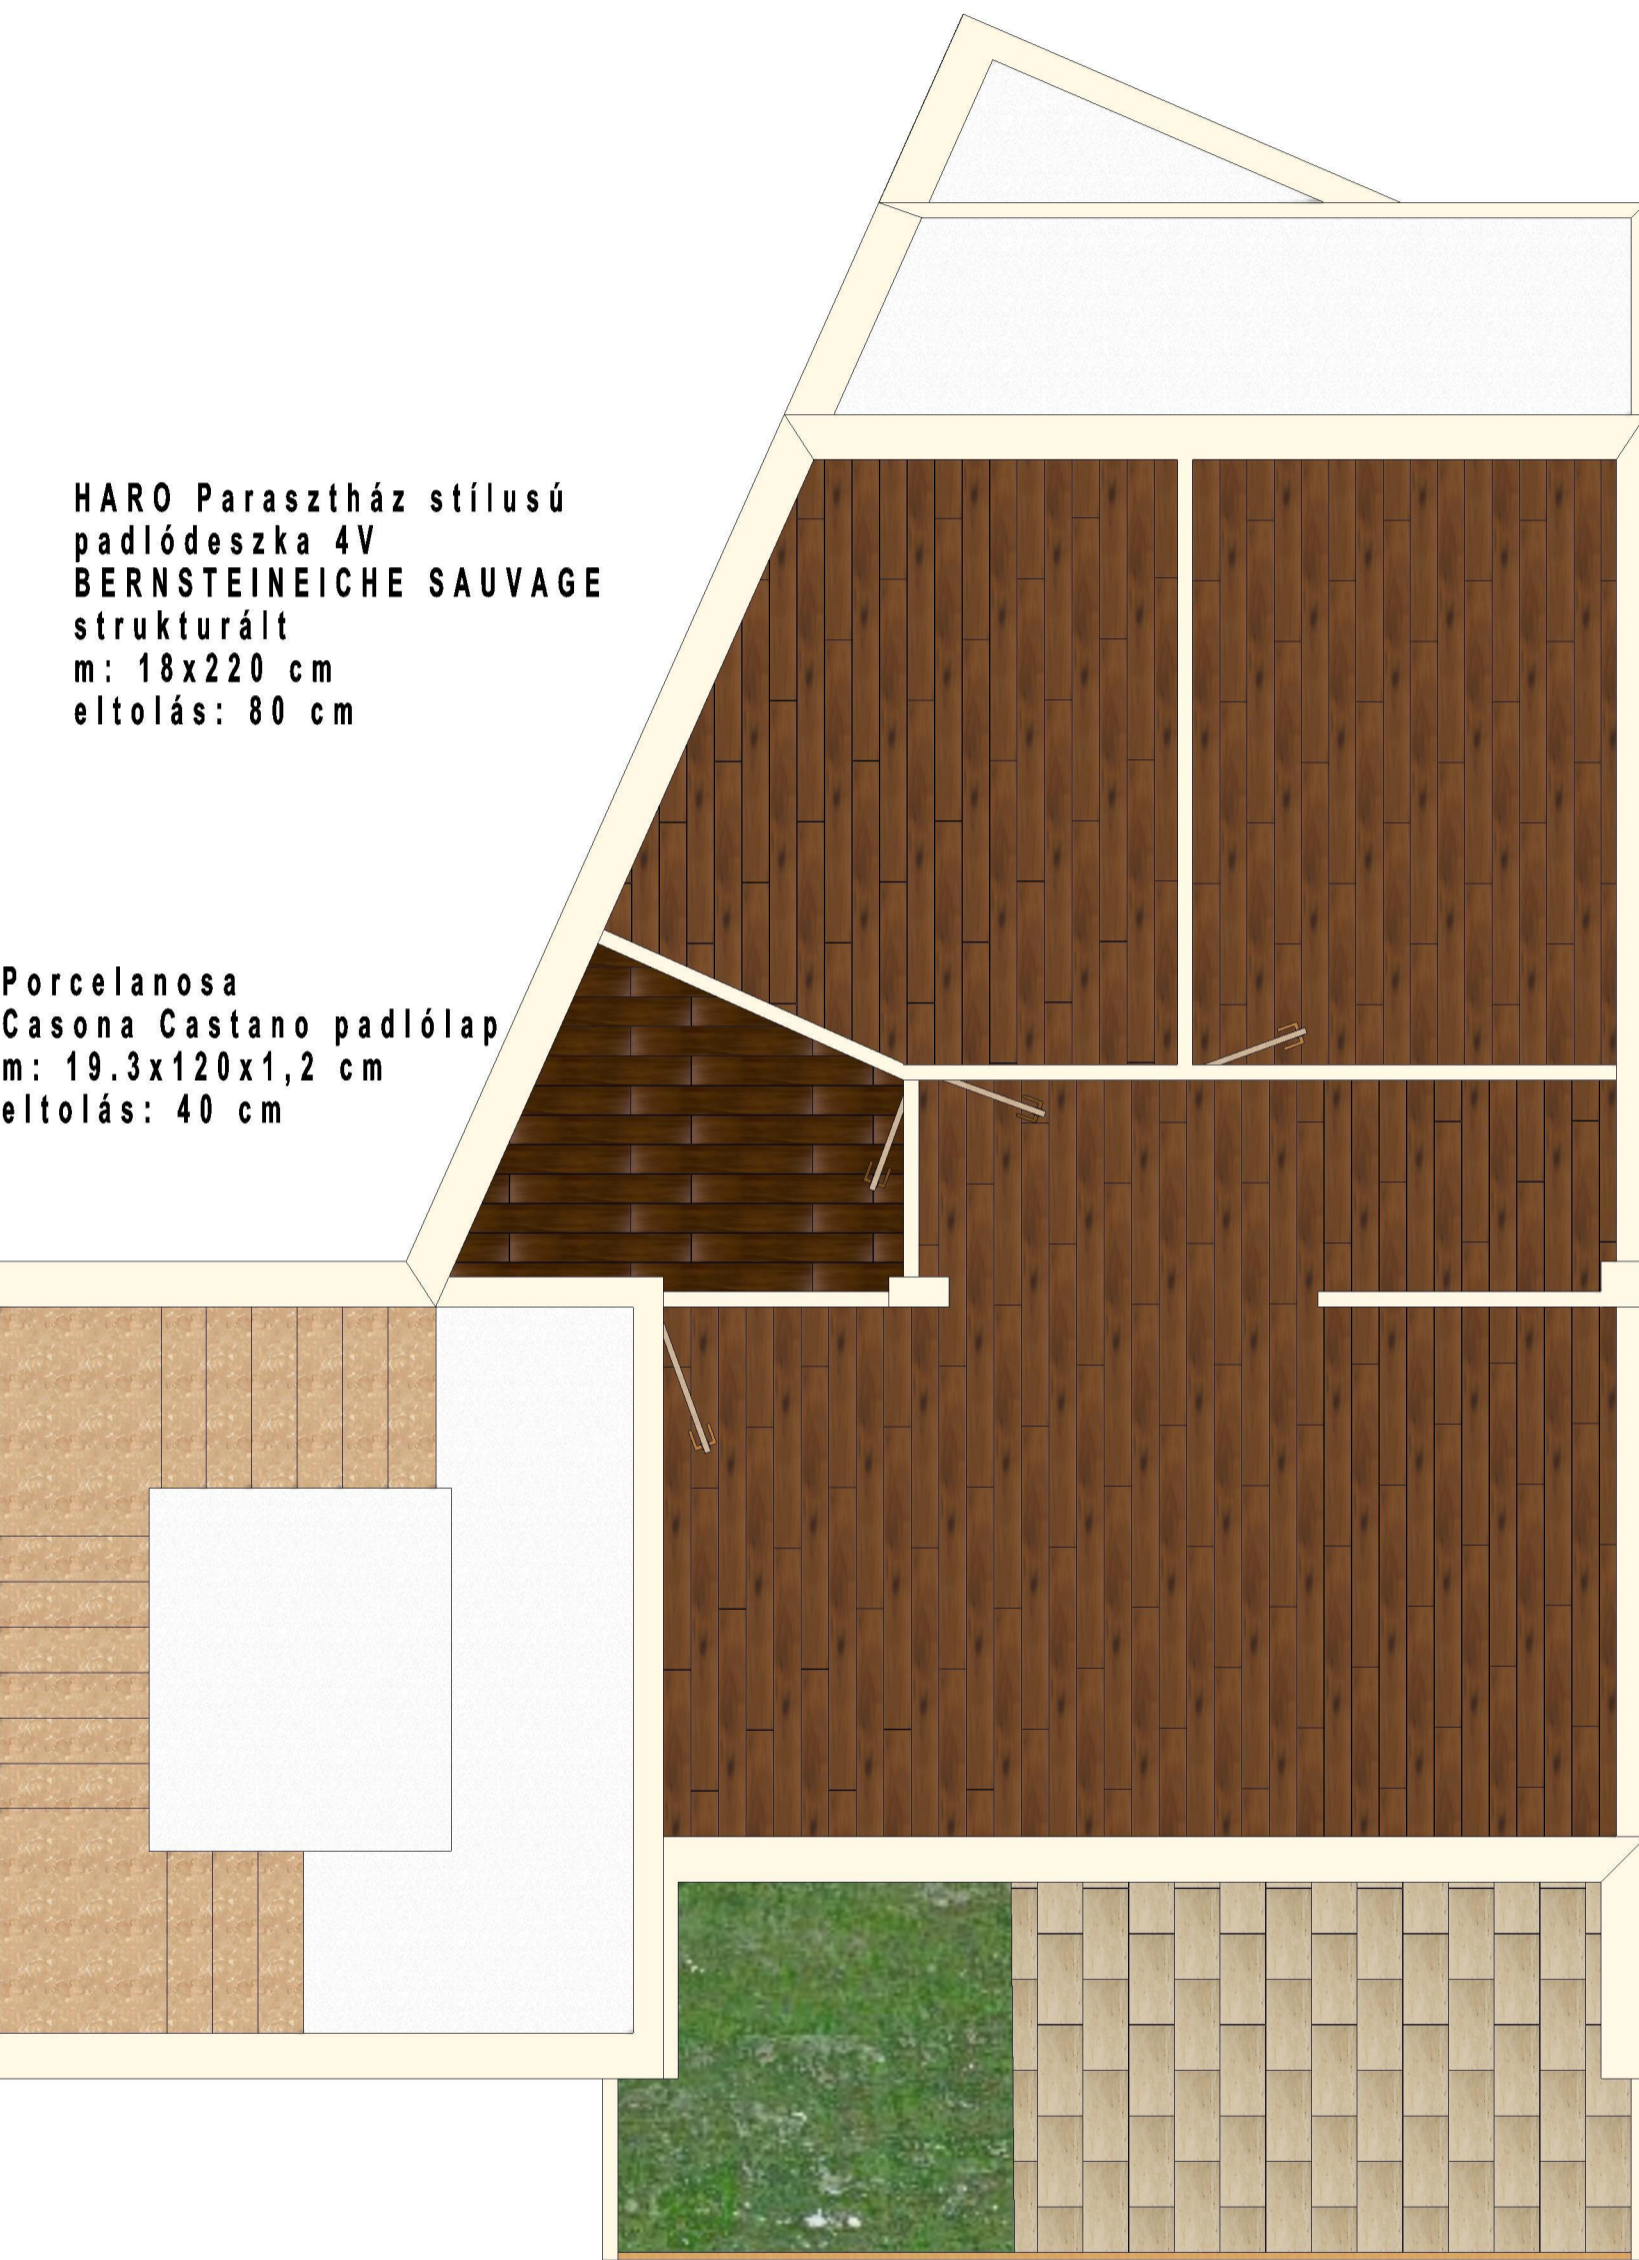 HARO Parasztház stílusú
padlódeszka 4V
BERNSTEINEICHE SAUVAGE
strukturált
m: 18x220 cm
eltolás: 80 cm
Porcelanosa
Casona Castano padlólap
m: 19.3x120x1,2 cm
eltolás: 40 cm